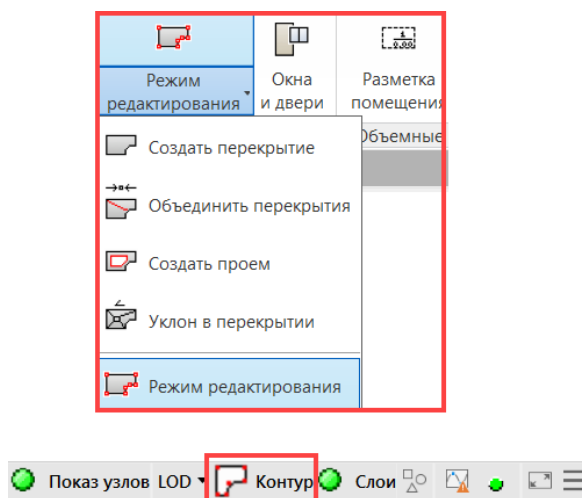 Режим редактирования
Окна и двери
Разметка помещения
Объемные
Создать перекрытие
Объединить перекрытия
Создать проем
Уклон в перекрытии
Режим редактирования
Показ узлов LOD Контур Слои